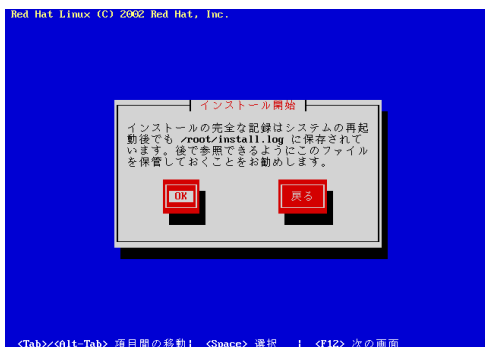 Red Hat Linux (C) 2002 Red Hat, Inc.
インストール開始
インストールの完全な記録はシステムの再起
動後でも /root/install.log に保存されて
います。後で参照できるようにこのファイル
を保管しておくことをお勧めします。
OK 戻る
<Tab>/<Alt-Tab> 項目間の移動| <Space> 選択 | <F12> 次の画面